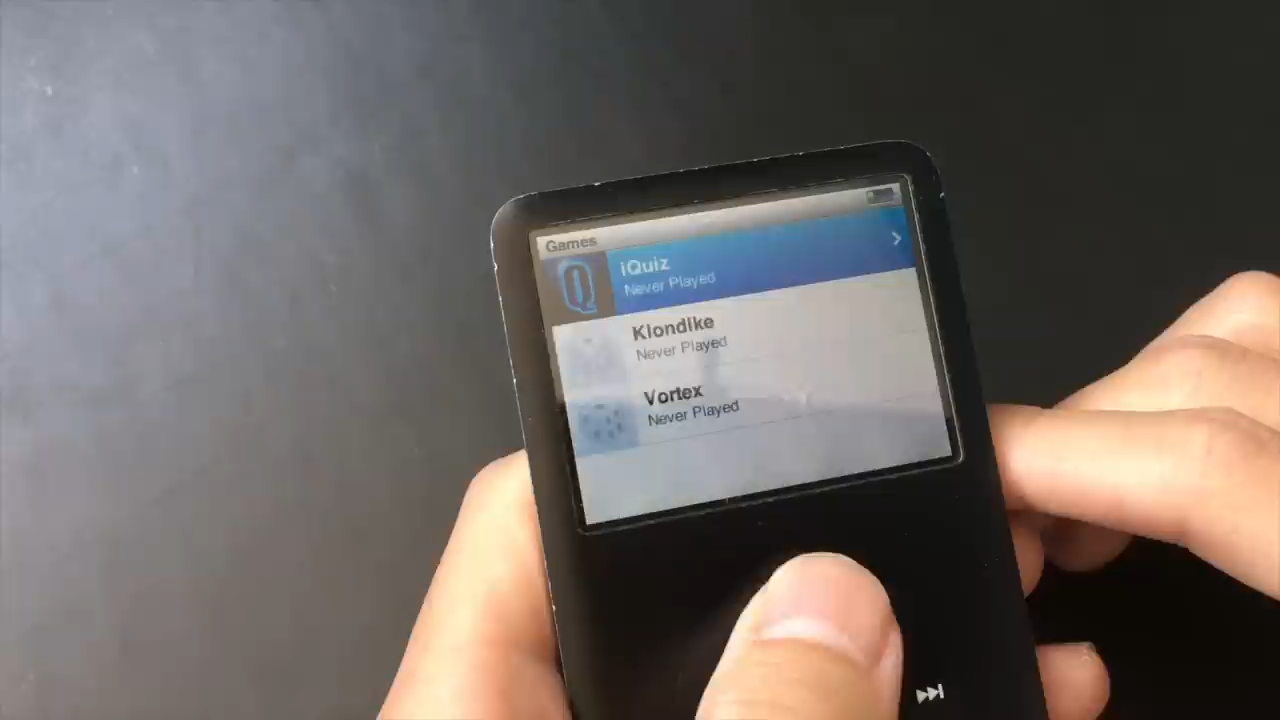 Games
iQuiz
Never Played
Klondike
Never Played
Vortex
Never Played